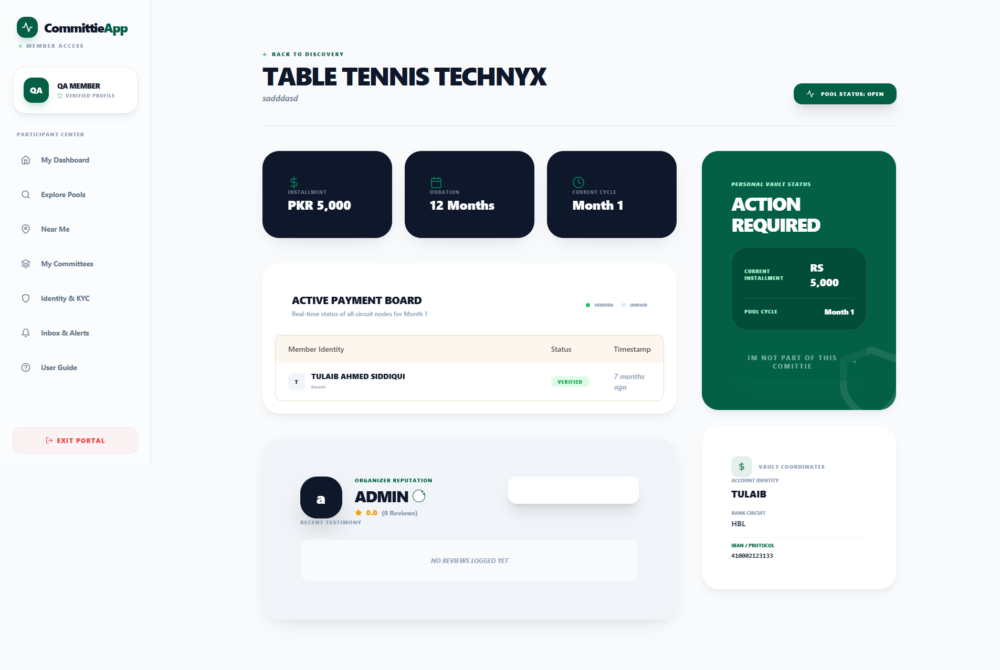 CommittieApp
MEMBER ACCESS
QA
QA MEMBER
VERIFIED PROFILE
PARTICIPANT CENTER
My Dashboard
Explore Pools
Near Me
My Committees
Identity & KYC
Inbox & Alerts
User Guide
EXIT PORTAL
BACK TO DISCOVERY
TABLE TENNIS TECHNYX
sadddasd
POOL STATUS: OPEN
INSTALLMENT
PKR 5,000
DURATION
12 Months
CURRENT CYCLE
Month 1
ACTIVE PAYMENT BOARD
Real-time status of all circuit nodes for Month 1
VERIFIED
UNPAID
Member Identity
Status
Timestamp
T
TULAIB AHMED SIDDIQUI
Karachi
VERIFIED
7 months
ago
a
ORGANIZER REPUTATION
ADMIN
0.0 (0 Reviews)
RECENT TESTIMONY
NO REVIEWS LOGGED YET
PERSONAL VAULT STATUS
ACTION
REQUIRED
CURRENT
INSTALLMENT
RS
5,000
POOL CYCLE
Month 1
IM NOT PART OF THIS
COMITTIE
VAULT COORDINATES
ACCOUNT IDENTITY
TULAIB
BANK CIRCUIT
HBL
IBAN / PROTOCOL
410002123133